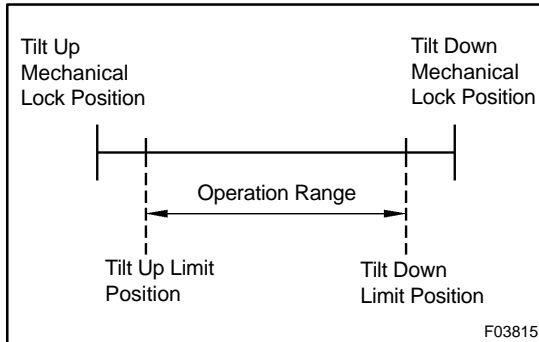 Tilt Up
Mechanical
Lock Position
Tilt Down
Mechanical
Lock Position
Operation Range
Tilt Up Limit
Position
Tilt Down
Limit Position
F03815